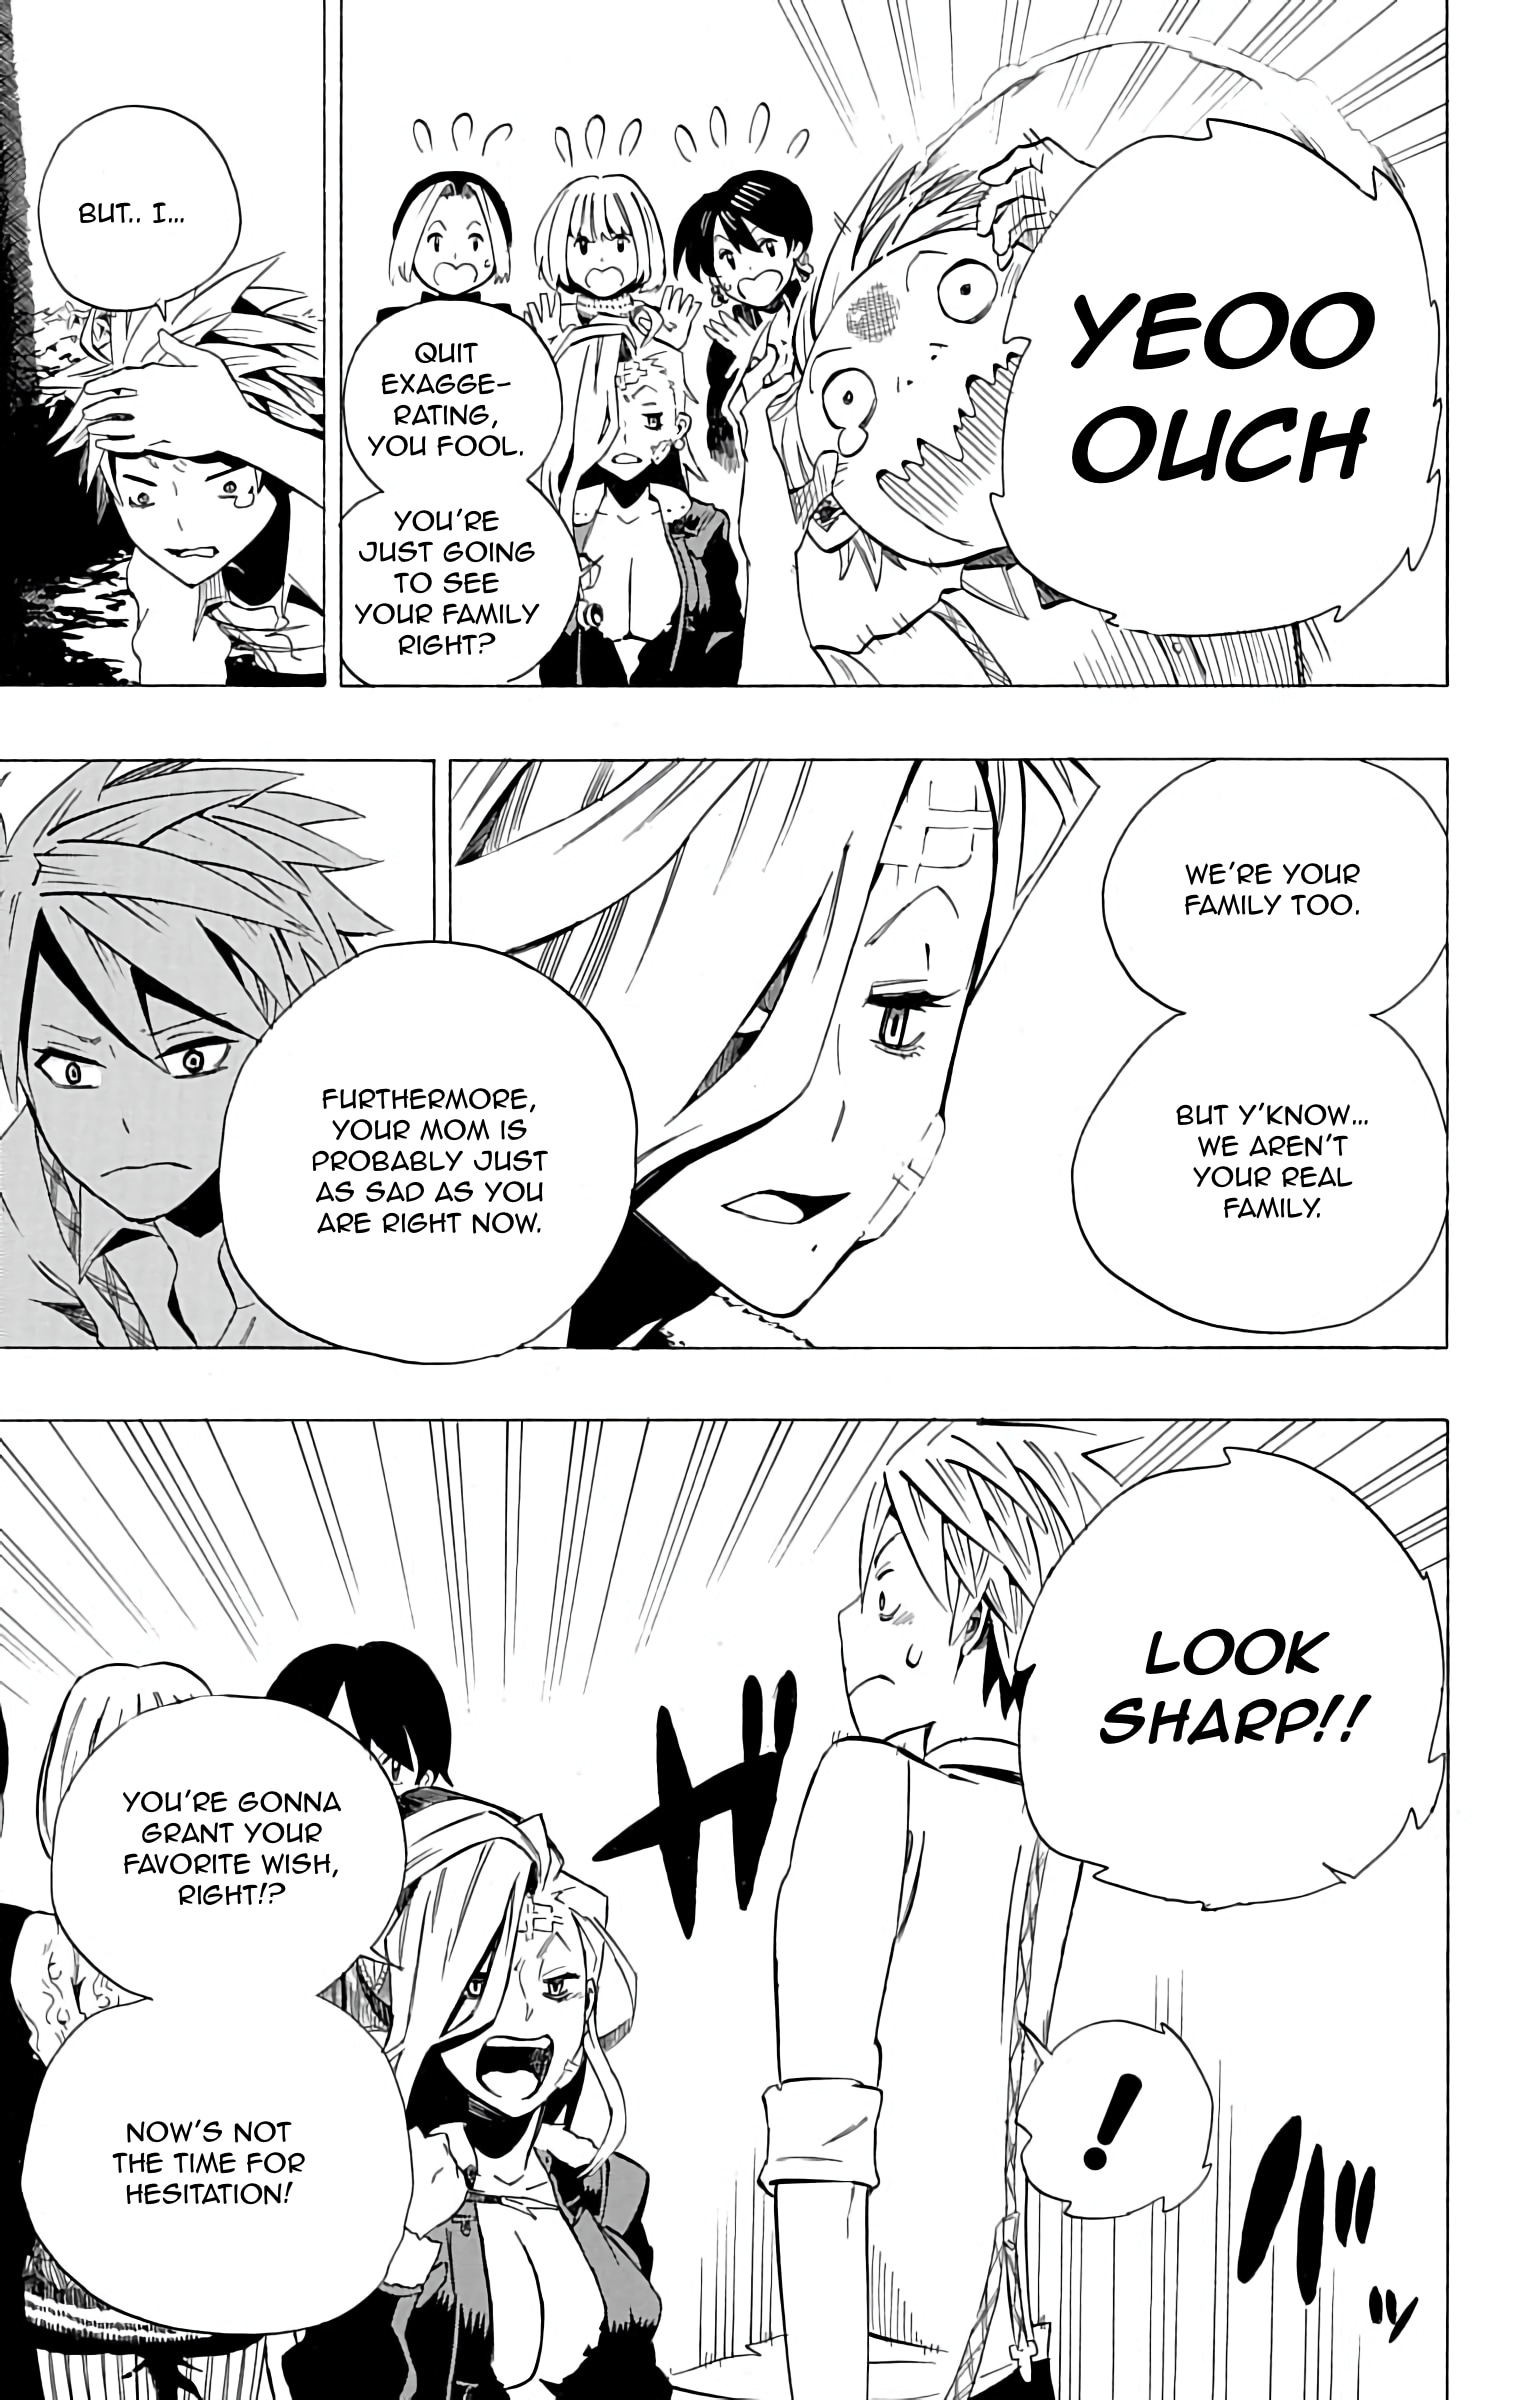 YEOO
OUCH
QUIT
EXAGGE-
RATING,
YOU FOOL.
YOU'RE
JUST GOING
TO SEE
YOUR FAMILY
RIGHT?
BUT.. I...
WE'RE YOUR
FAMILY TOO.
BUT Y'KNOW...
WE AREN'T
YOUR REAL
FAMILY.
FURTHERMORE,
YOUR MOM IS
PROBABLY JUST
AS SAD AS YOU
ARE RIGHT NOW.
LOOK
SHARP!!
!
YOU'RE GONNA
GRANT YOUR
FAVORITE WISH,
RIGHT!?
NOW'S NOT
THE TIME FOR
HESITATION!